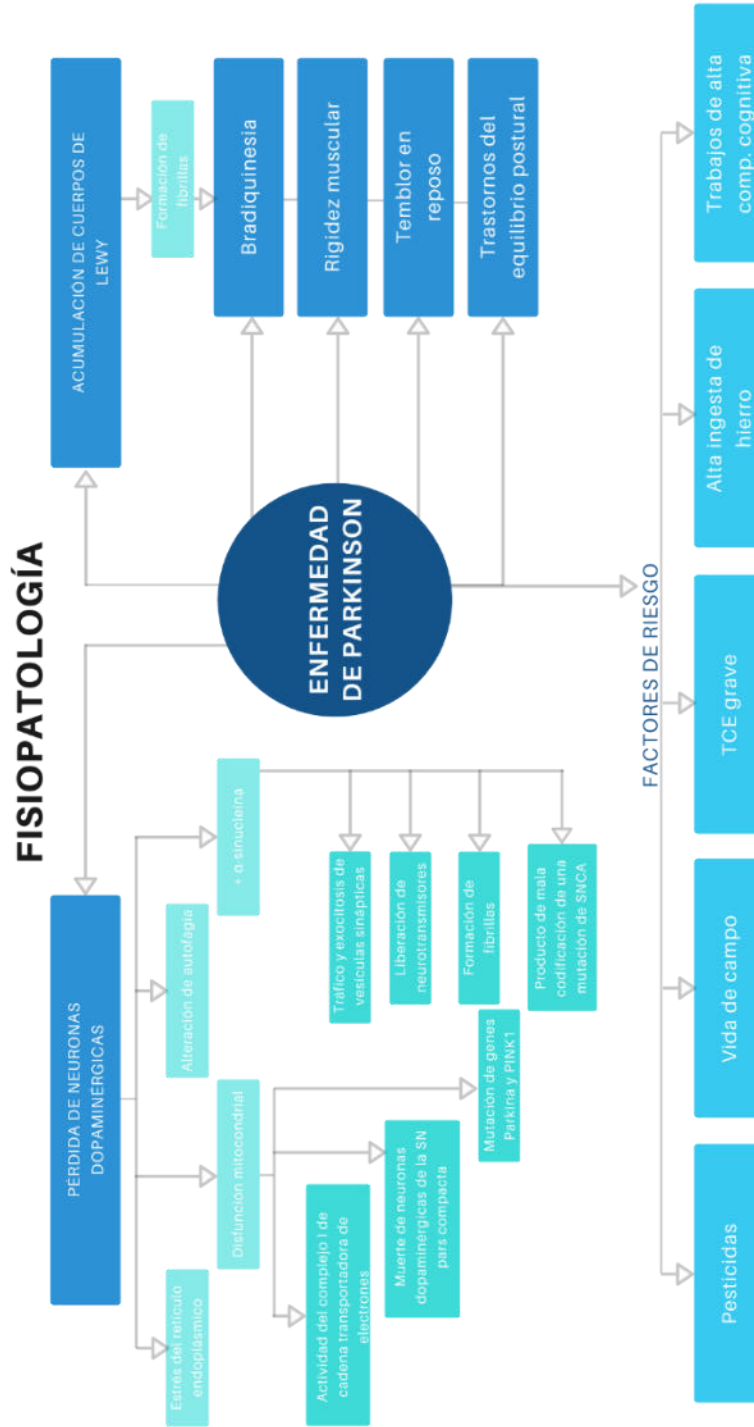 FISIOPATOLOGÍA
PÉRDIDA DE NEURONAS
DOPAMINÉRGICAS
ACUMULACIÓN DE CUERPOS DE
LEWY
Estrés del retículo
endoplásmico
Disfunción mitocondrial
Alteración de autofagia
+ α sinucleína
Formación de
fibrillas
Actividad del complejo I de
cadena transportadora de
electrones
Muerte de neuronas
dopaminérgicas de la SN
pars compacta
Mutación de genes
Parkina y PINK1
Tráfico y exocitosis de
vesículas sinápticas
Liberación de
neurotransmisores
Formación de
fibrillas
Producto de mala
codificación de una
mutación de SNCA
ENFERMEDAD
DE PARKINSON
Bradiquinesia
Rigidez muscular
Temblor en
reposo
Trastornos del
equilibrio postural
FACTORES DE RIESGO
Pesticidas
Vida de campo
TCE grave
Alta ingesta de
hierro
Trabajos de alta
comp. cognitiva